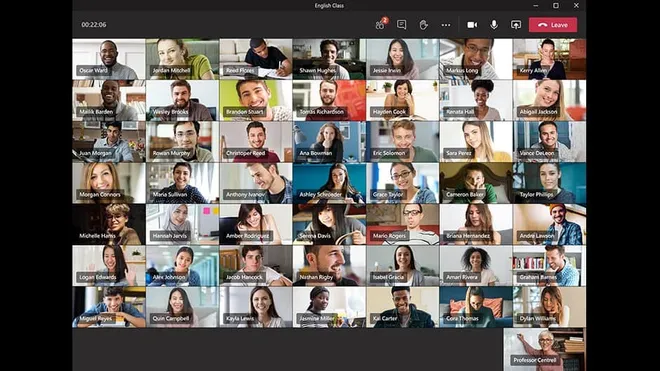 English Class
00:22:06
2
Leave
Oscar Ward
Jordan Mitchell
Reed Flores
Shawn Hughes
Jessie Irwin
Markus Long
Kerry Allen
Malik Barden
Wesley Brooks
Brandon Stuart
Tomas Richardson
Hayden Cook
Renata Hall
Abigail Jackson
Juan Morgan
Rowan Murphy
Christoper Reed
Ana Bowman
Eric Solomon
Sara Perez
Vance DeLeon
Morgan Connors
Maria Sullivan
Anthony Ivanov
Ashley Schroeder
Grace Taylor
Cameron Baker
Taylor Phillips
Michelle Harris
Hannah Jarvis
Amber Rodrigues
Serena Davis
Mario Rogers
Briana Hernandez
André Lawson
Logan Edwards
Alex Johnson
Jacob Hancock
Nathan Rigby
Isabel Garcia
Amari Rivera
Graham Barnes
Miguel Reyes
Quin Campbell
Kayla Lewis
Jasmine Miller
Kai Carter
Cora Thomas
Dylan Williams
Professor Centrell